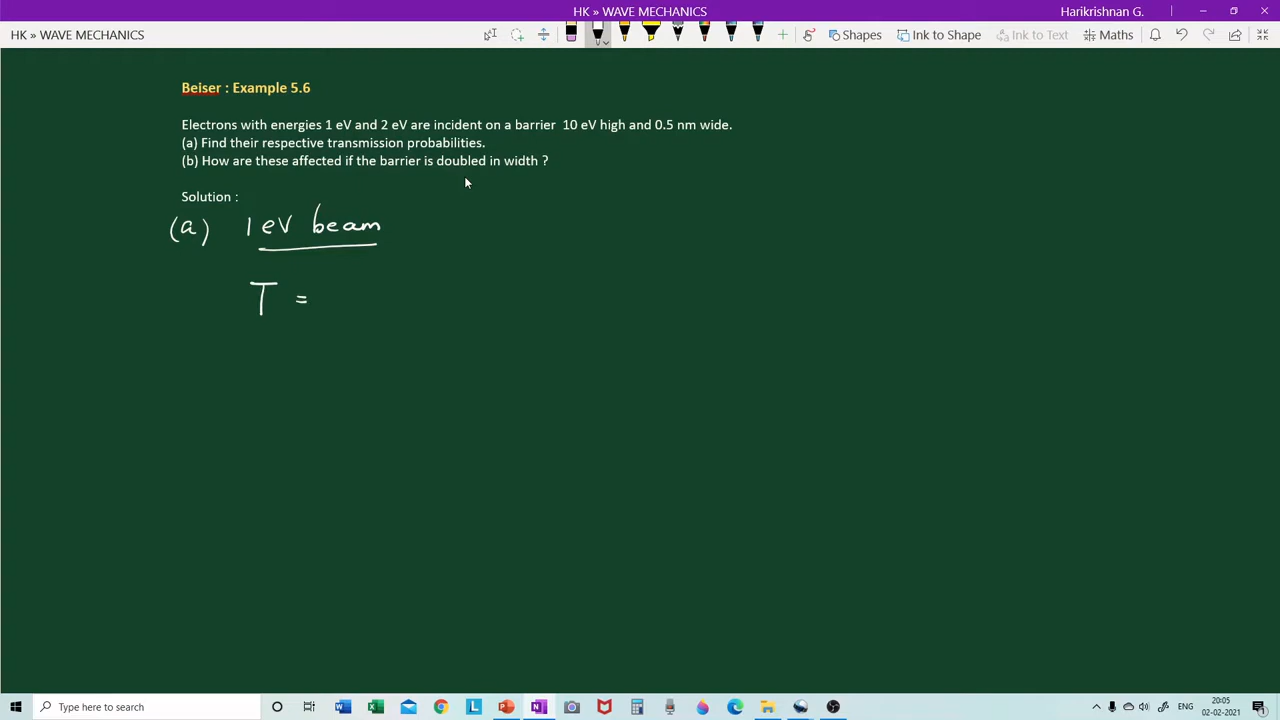 HK » WAVE MECHANICS
Harikrishnan G.
HK » WAVE MECHANICS
Shapes
Ink to Shape
Ink to Text
Maths
Beiser : Example 5.6
Electrons with energies 1 eV and 2 eV are incident on a barrier 10 eV high and 0.5 nm wide.
(a) Find their respective transmission probabilities.
(b) How are these affected if the barrier is doubled in width ?
Solution :
(a) 1 eV beam
T =
Type here to search
ENG
20:05
02-02-2021